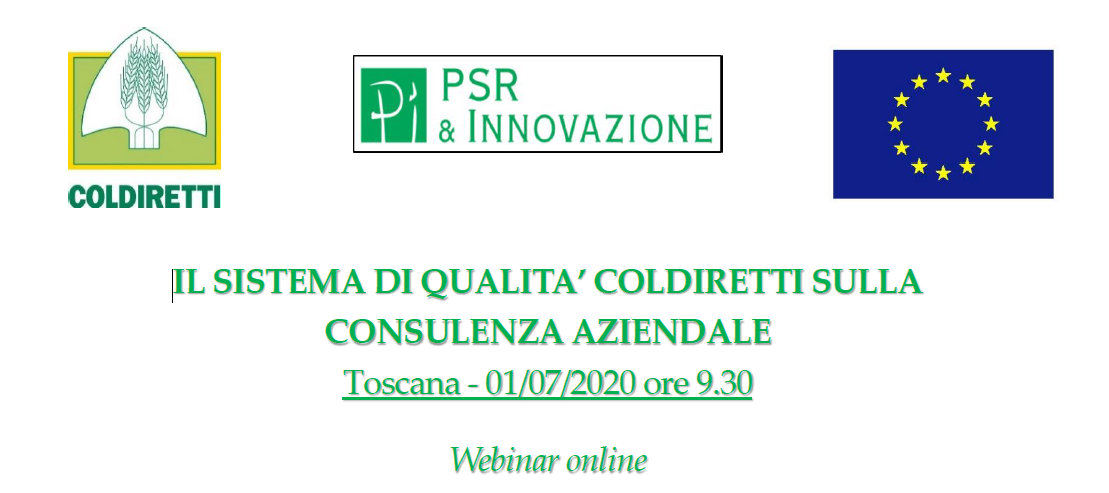 COLDIRETTI
Pi PSR
& INNOVAZIONE
IL SISTEMA DI QUALITA’ COLDIRETTI SULLA
CONSULENZA AZIENDALE
Toscana - 01/07/2020 ore 9.30
Webinar online